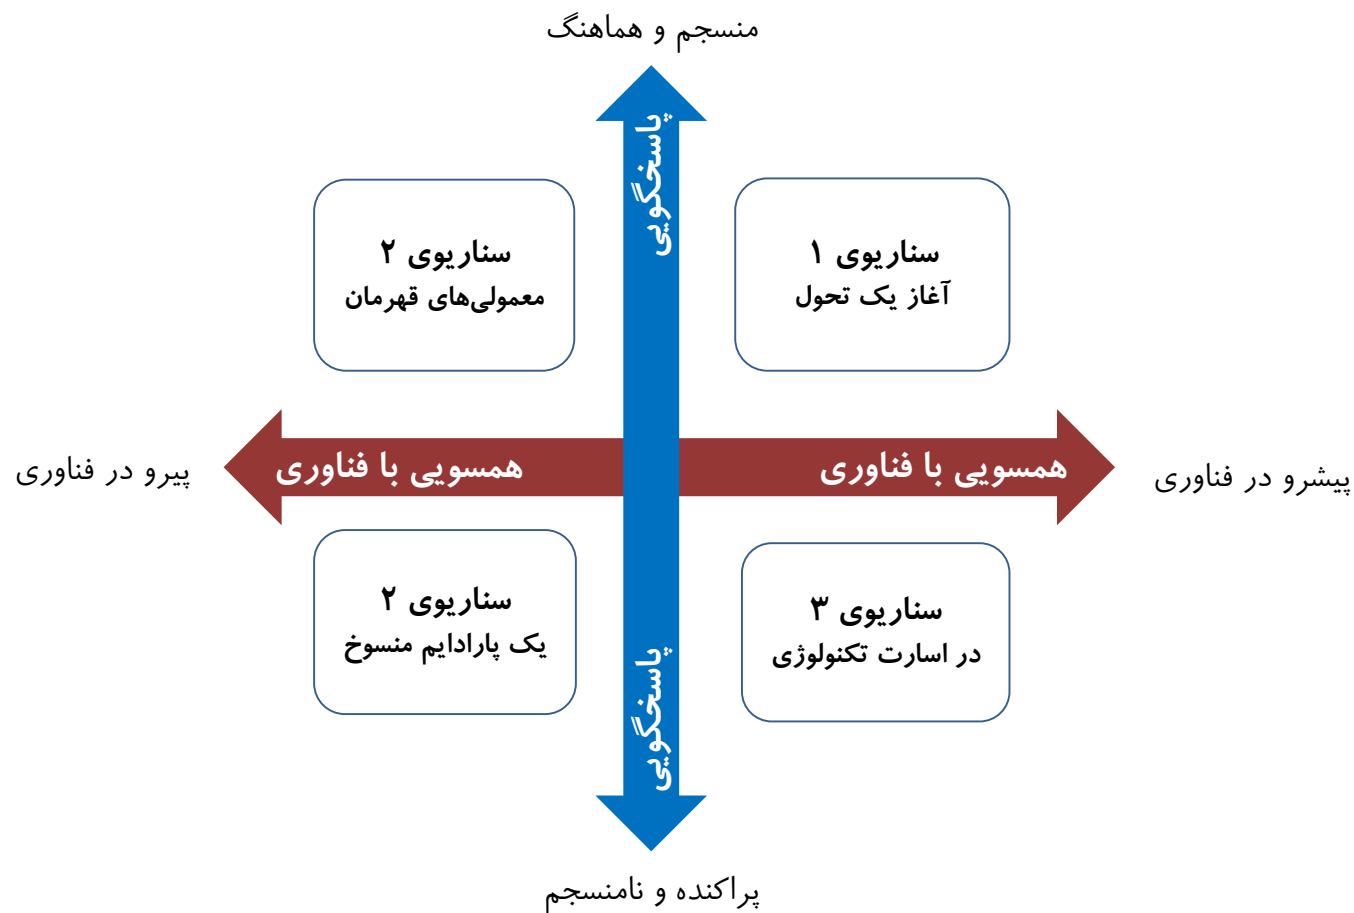 منسجم و هماهنگ
پاسخگویی
سناریوی ۱
آغاز یک تحول
سناریوی ۲
معمولی‌های قهرمان
پیشرو در فناوری
همسویی با فناوری
همسویی با فناوری
پیرو در فناوری
سناریوی ۳
در اسارت تکنولوژی
سناریوی ۲
یک پارادایم منسوخ
پاسخگویی
پراکنده و نامنسجم